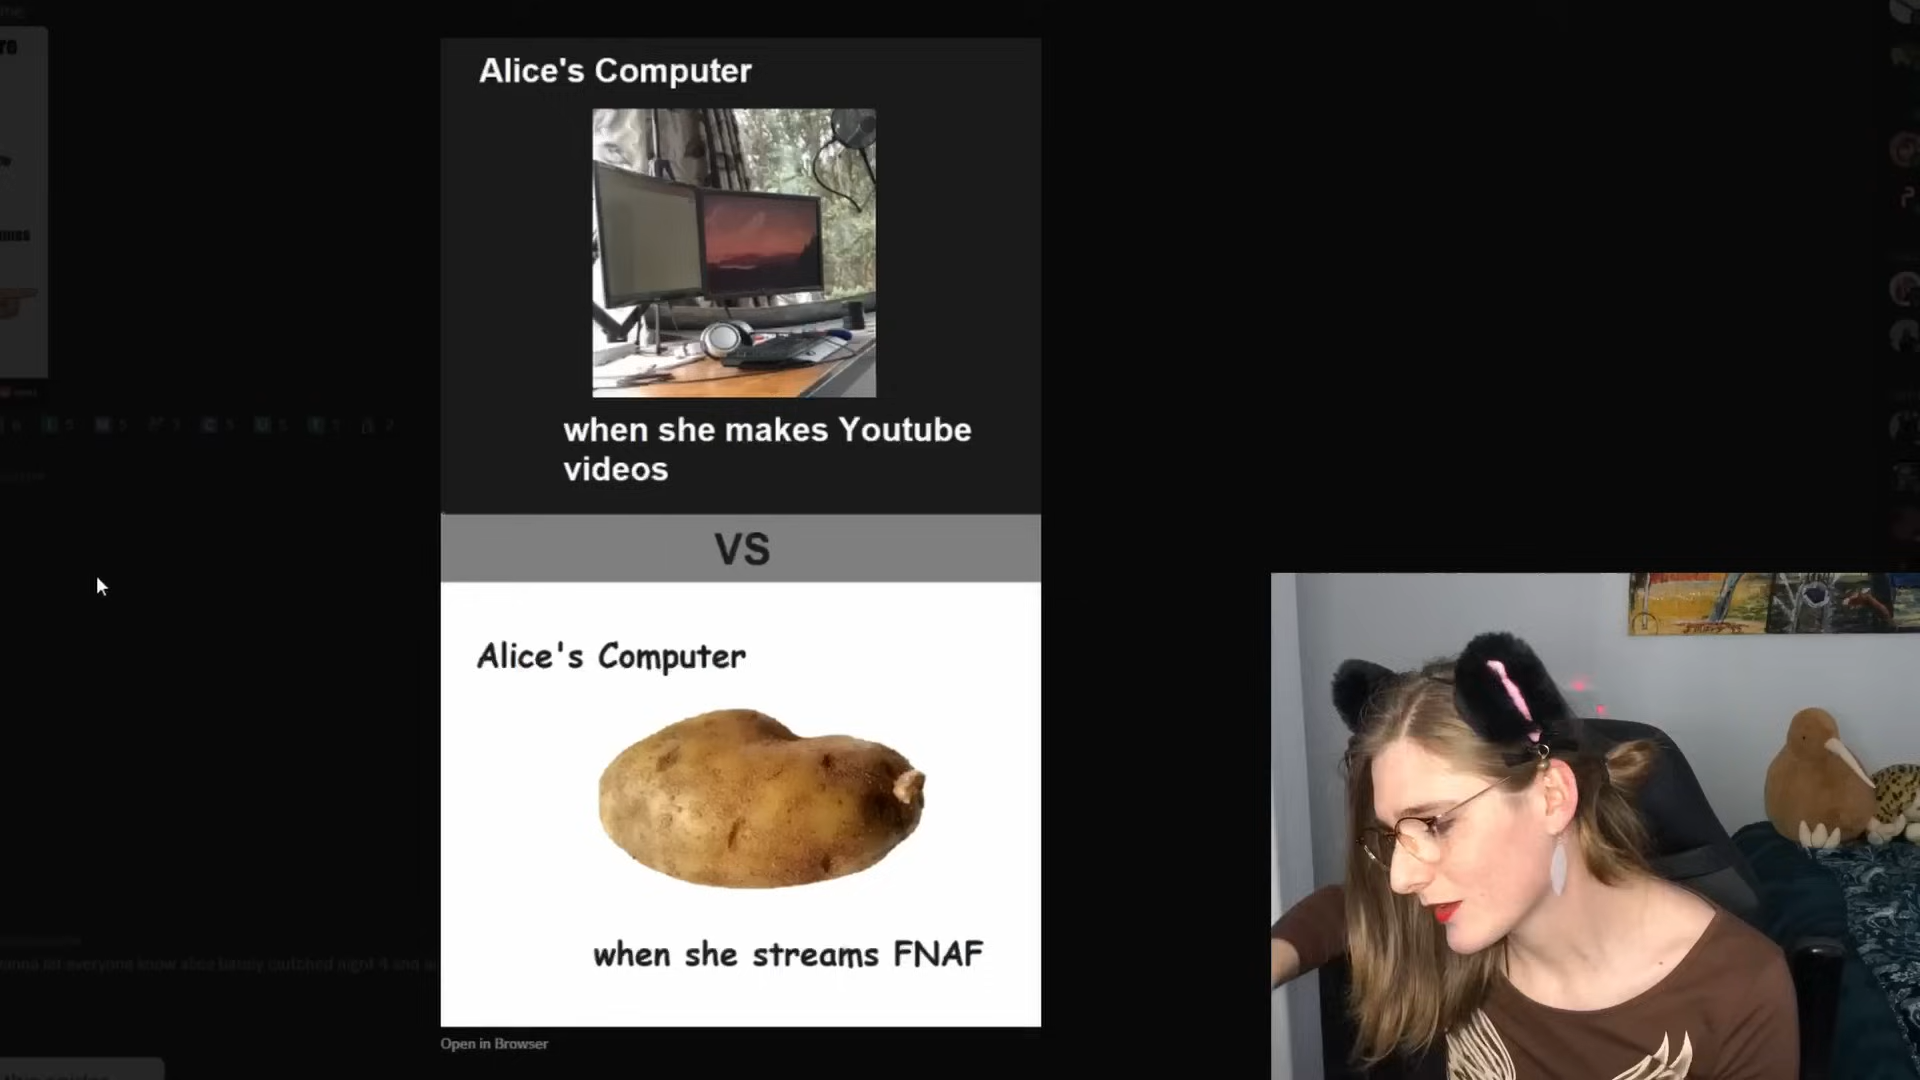 Alice's Computer
when she makes Youtube
videos
VS
Alice's Computer
when she streams FNAF
Open in Browser